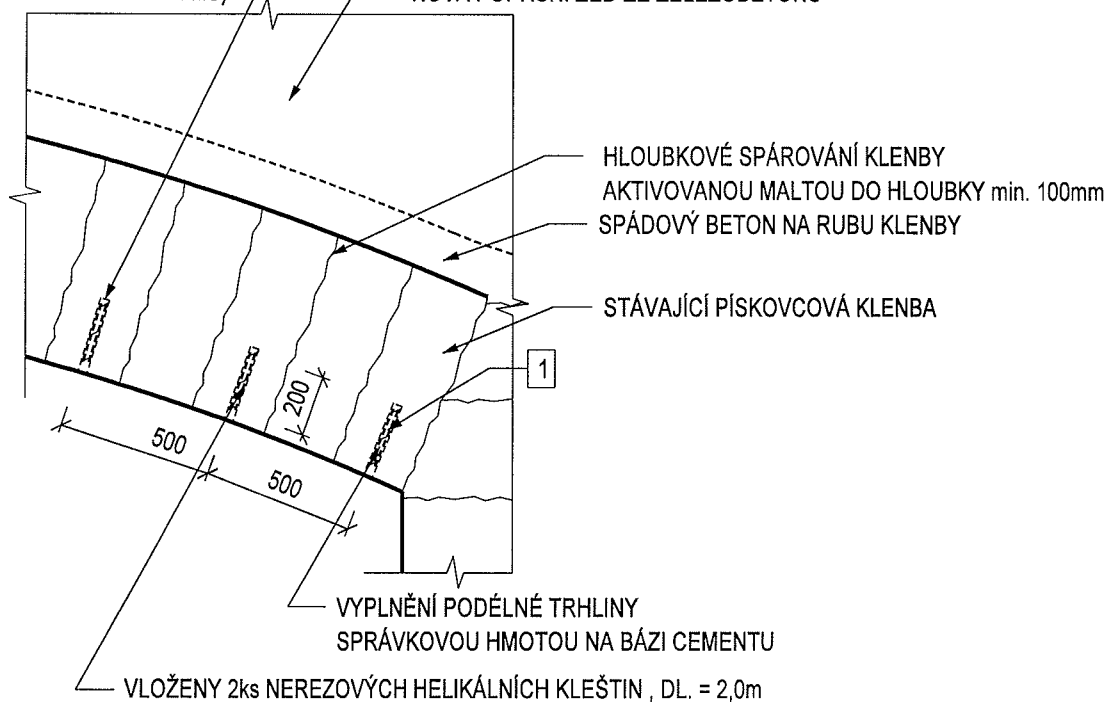 HLOUBKOVÉ SPÁROVÁNÍ KLENBY
AKTIVOVANOU MALTOU DO HLOUBKY min. 100mm
SPÁDOVÝ BETON NA RUBU KLENBY
STÁVAJÍCÍ PÍSKOVCOVÁ KLENBA
1
200
500
500
VYPLNĚNÍ PODÉLNÉ TRHLINY
SPRÁVKOVOU HMOTOU NA BÁZI CEMENTU
VLOŽENY 2ks NEREZOVÝCH HELIKÁLNÍCH KLEŠTIN , DL. = 2,0m